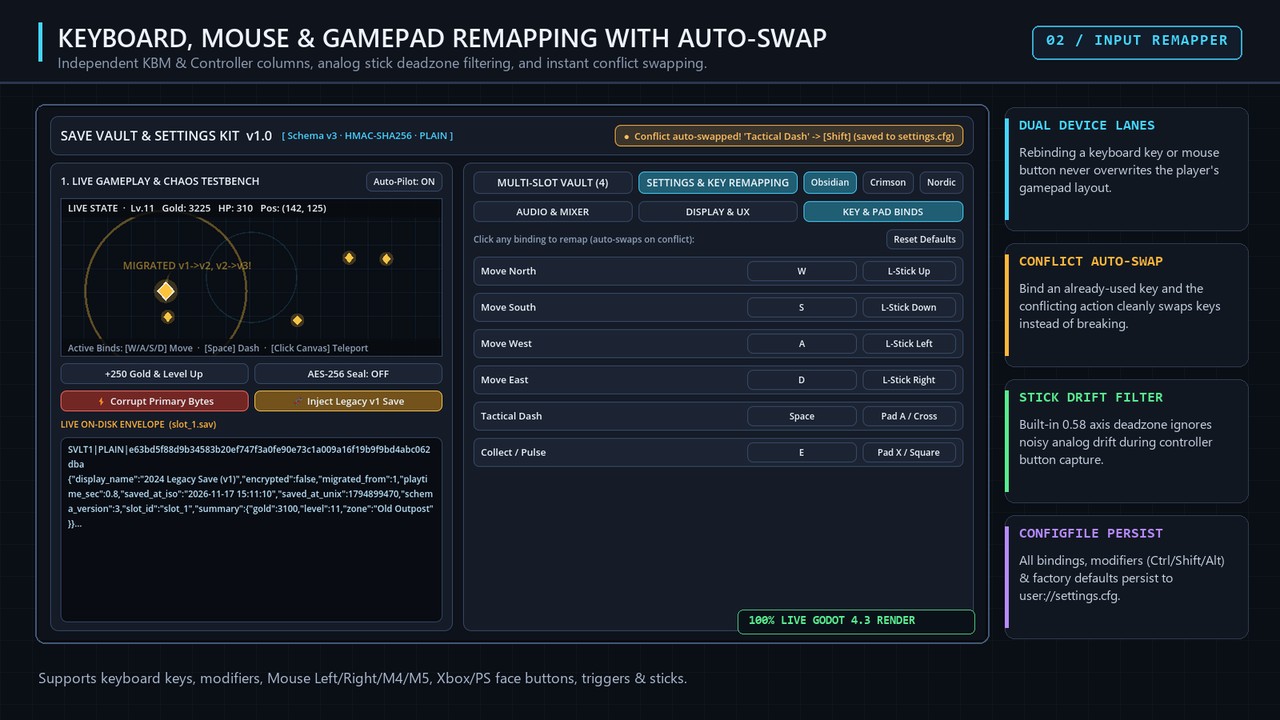 KEYBOARD, MOUSE & GAMEPAD REMAPPING WITH AUTO-SWAP
Independent KBM & Controller columns, analog stick deadzone filtering, and instant conflict swapping.
02 / INPUT REMAPPER
SAVE VAULT & SETTINGS KIT v1.0
[ Schema v3 · HMAC-SHA256 · PLAIN ]
● Conflict auto-swapped! 'Tactical Dash' -> [Shift] (saved to settings.cfg)
1. LIVE GAMEPLAY & CHAOS TESTBENCH
Auto-Pilot: ON
LIVE STATE · Lv.11 Gold: 3225 HP: 310 Pos: (142, 125)
MIGRATED v1->v2, v2->v3!
Active Binds: [W/A/S/D] Move · [Space] Dash · [Click Canvas] Teleport
+250 Gold & Level Up
AES-256 Seal: OFF
Corrupt Primary Bytes
Inject Legacy v1 Save
LIVE ON-DISK ENVELOPE (slot_1.sav)
SVLT1|PLAIN|e63bd5f88d9b34583b20ef747f3a0fe90e73c1a009a16f19b9f9bd4abc062
dba
{"display_name":"2024 Legacy Save (v1)","encrypted":false,"migrated_from":1,"playti
me_sec":0.8,"saved_at_iso":"2026-11-17 15:11:10","saved_at_unix":1794899470,"schem
a_version":3,"slot_id":"slot_1","summary":{"gold":3100,"level":11,"zone":"Old Outpost"
}}...
MULTI-SLOT VAULT (4)
SETTINGS & KEY REMAPPING
Obsidian
Crimson
Nordic
AUDIO & MIXER
DISPLAY & UX
KEY & PAD BINDS
Click any binding to remap (auto-swaps on conflict):
Reset Defaults
Move North
W
L-Stick Up
Move South
S
L-Stick Down
Move West
A
L-Stick Left
Move East
D
L-Stick Right
Tactical Dash
Space
Pad A / Cross
Collect / Pulse
E
Pad X / Square
100% LIVE GODOT 4.3 RENDER
DUAL DEVICE LANES
Rebinding a keyboard key or mouse
button never overwrites the player's
gamepad layout.
CONFLICT AUTO-SWAP
Bind an already-used key and the
conflicting action cleanly swaps keys
instead of breaking.
STICK DRIFT FILTER
Built-in 0.58 axis deadzone ignores
noisy analog drift during controller
button capture.
CONFIGFILE PERSIST
All bindings, modifiers (Ctrl/Shift/Alt)
& factory defaults persist to
user://settings.cfg.
Supports keyboard keys, modifiers, Mouse Left/Right/M4/M5, Xbox/PS face buttons, triggers & sticks.